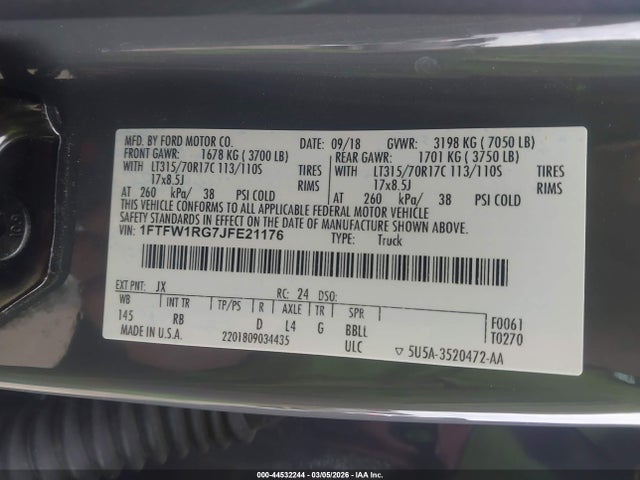 MFD. BY FORD MOTOR CO. DATE: 09/18 GVWR: 3198 KG ( 7050 LB)
FRONT GAWR: 1678 KG ( 3700 LB) REAR GAWR: 1701 KG ( 3750 LB)
WITH LT315/70R17C 113/110S TIRES WITH LT315/70R17C 113/110S TIRES
17x8.5J RIMS 17x8.5J RIMS
AT 260 kPa/ 38 PSI COLD AT 260 kPa/ 38 PSI COLD
THIS VEHICLE CONFORMS TO ALL APPLICABLE FEDERAL MOTOR VEHICLE
SAFETY STANDARDS IN EFFECT ON THE DATE OF MANUFACTURE SHOWN ABOVE.
VIN: 1FTFW1RG7JFE21176 TYPE: Truck
EXT PNT: JX RC: 24 DSO:
WB INT TR TP/PS R AXLE TR SPR
145 RB D L4 G BBLL F0061
ULC T0270
MADE IN U.S.A. 2201809034435 ▽ 5U5A-3520472-AA
000-44532244 — 03/05/2026 — IAA, Inc.